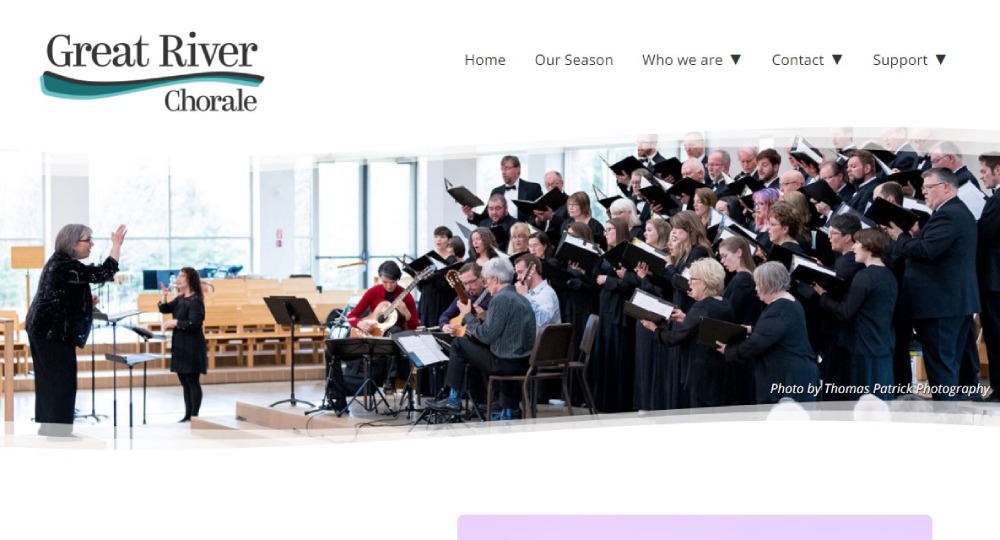 Great River
Chorale
Home
Our Season
Who we are ▼
Contact ▼
Support ▼
Photo by Thomas Patrick Photography